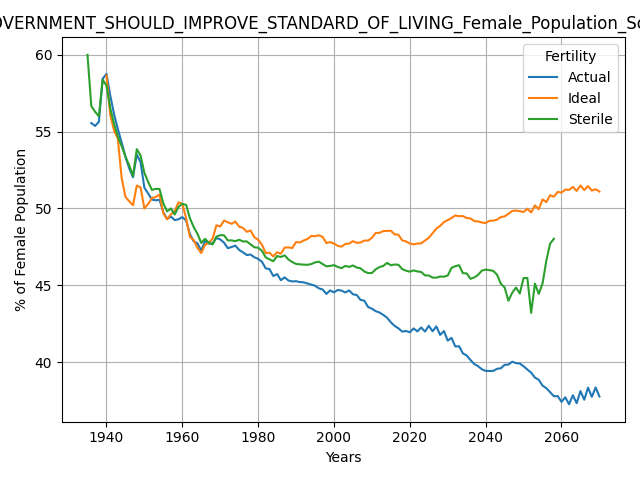 OVERNMENT_SHOULD_IMPROVE_STANDARD_OF_LIVING_Female_Population_Sc
Fertility
Actual
Ideal
Sterile
% of Female Population
60
55
50
45
40
1940
1960
1980
2000
2020
2040
2060
Years